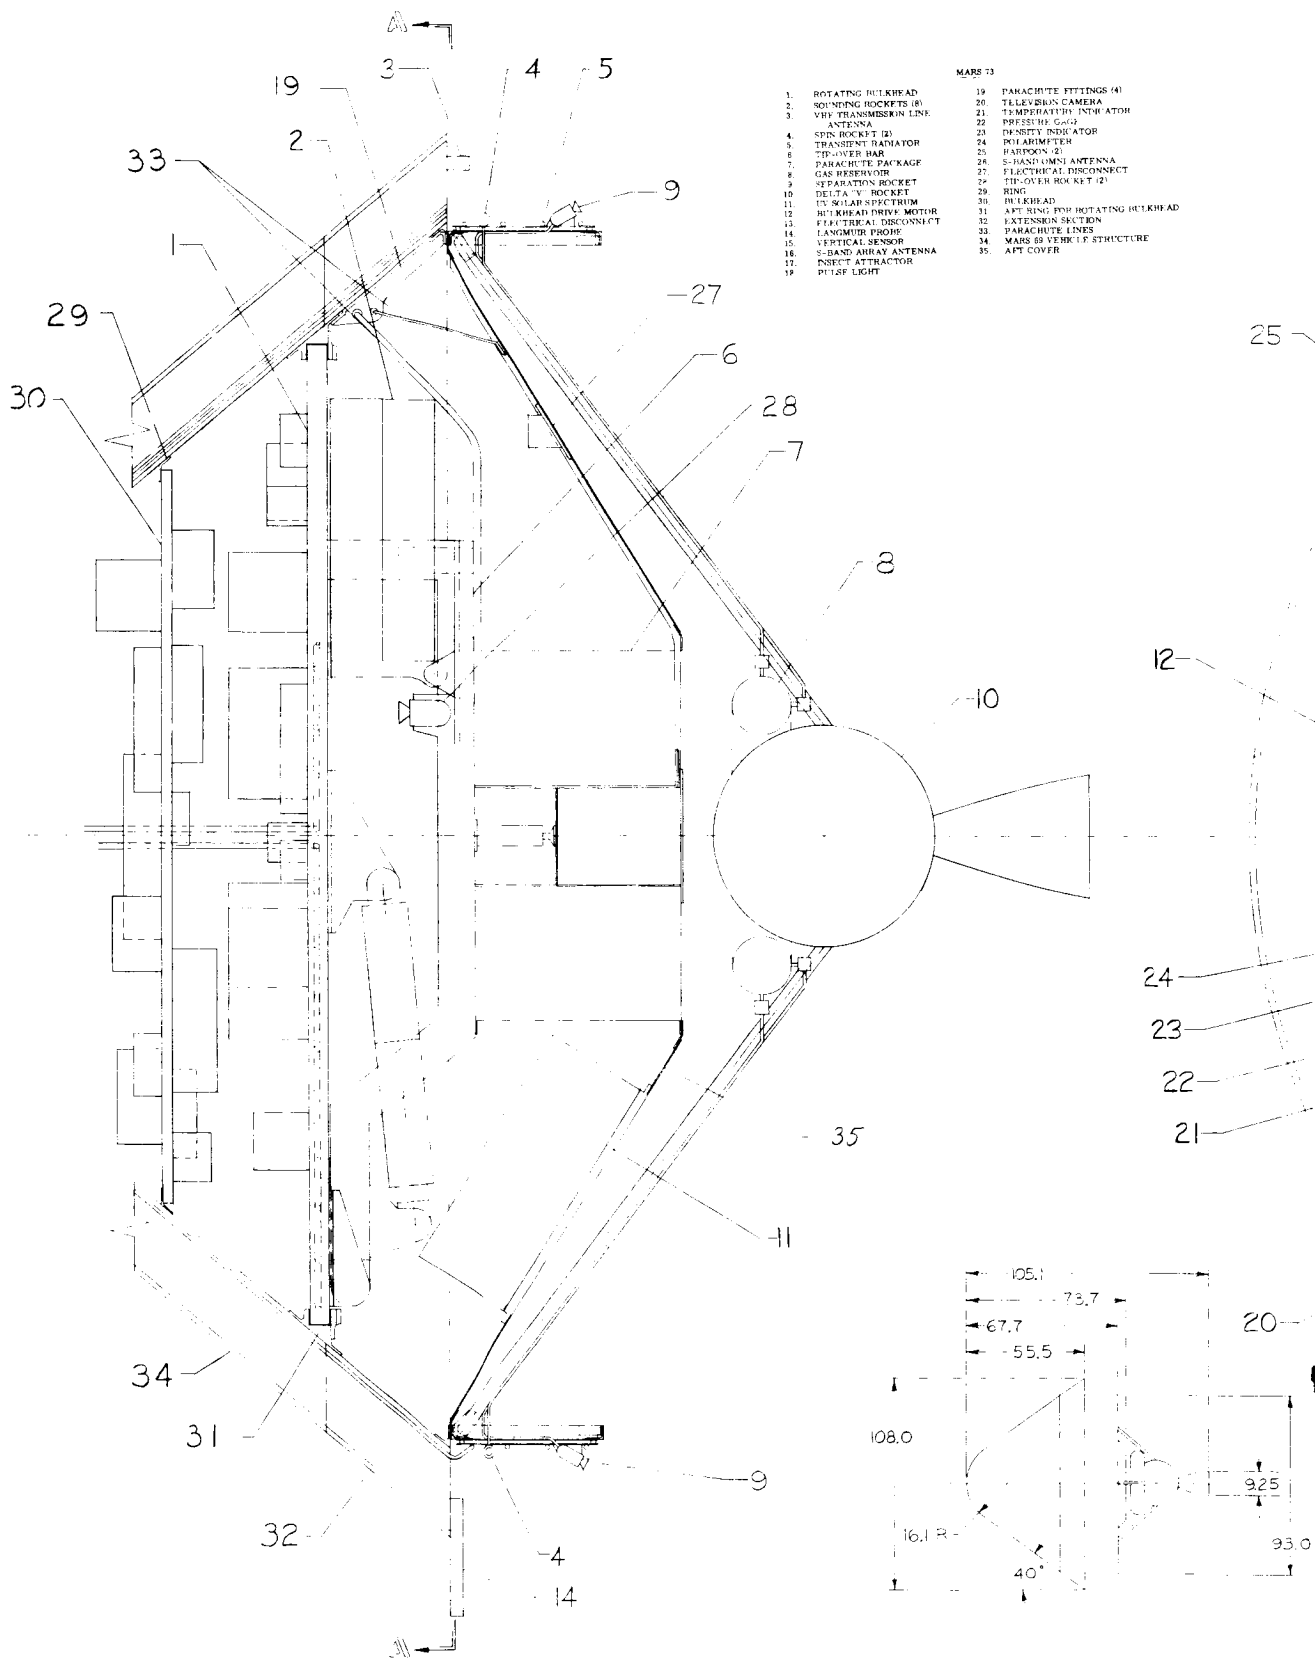 A
3
4
5
19
2
33
9
1
27
29
6
25
30
28
7
8
12
10
24
23
22
35
21
11
34
31
9
32
4
14
A
MARS 73
1. ROTATING BULKHEAD
2. SOUNDING ROCKETS (8)
3. VHF TRANSMISSION LINE
ANTENNA
4. SPIN ROCKET (2)
5. TRANSIENT RADIATOR
6 TIP-OVER BAR
7. PARACHUTE PACKAGE
8. GAS RESERVOIR
9 SEPARATION ROCKET
10 DELTA "V" ROCKET
11. UV SOLAR SPECTRUM
12 BULKHEAD DRIVE MOTOR
13. ELECTRICAL DISCONNECT
14. LANGMUIR PROBE
15. VERTICAL SENSOR
16. S-BAND ARRAY ANTENNA
17. INSECT ATTRACTOR
18 PULSE LIGHT
19 PARACHUTE FITTINGS (4)
20. TELEVISION CAMERA
21. TEMPERATURE INDICATOR
22 PRESSURE GAGE
23 DENSITY INDICATOR
24 POLARIMETER
25 HARPOON (2)
26. S-BAND OMNI ANTENNA
27. ELECTRICAL DISCONNECT
28 TIP-OVER ROCKET (2)
29. RING
30. BULKHEAD
31 AFT RING FOR ROTATING BULKHEAD
32 EXTENSION SECTION
33. PARACHUTE LINES
34. MARS 69 VEHICLE STRUCTURE
35. AFT COVER
105.1
73.7
67.7
55.5
20
108.0
9.25
16.1 R
93.0
40°